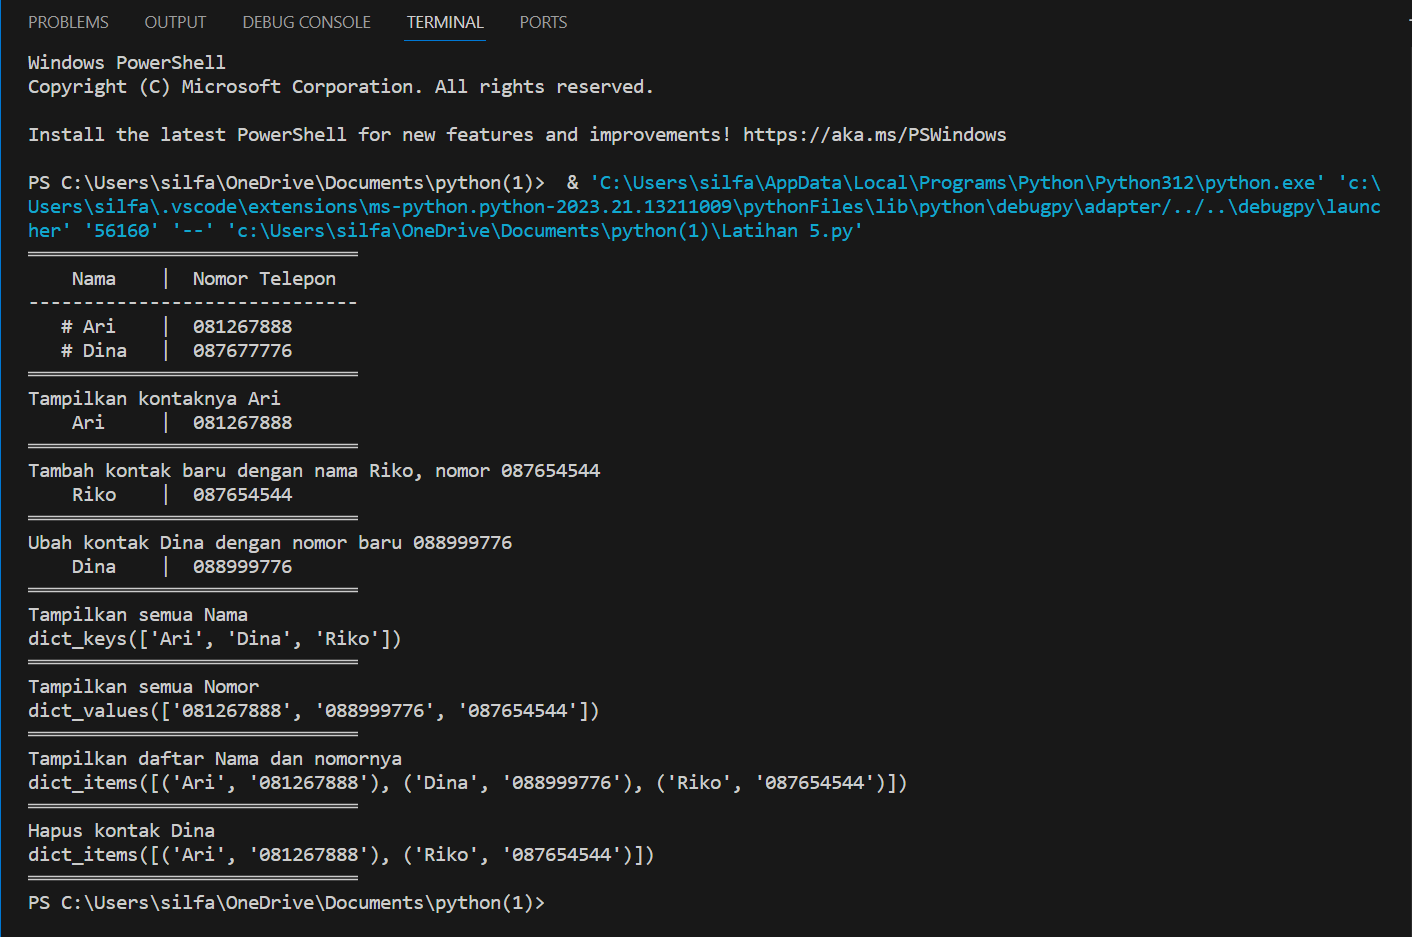 PROBLEMS OUTPUT DEBUG CONSOLE TERMINAL PORTS
Windows PowerShell
Copyright (C) Microsoft Corporation. All rights reserved.
Install the latest PowerShell for new features and improvements! https://aka.ms/PSWindows
PS C:\Users\silfa\OneDrive\Documents\python(1)>  & 'C:\Users\silfa\AppData\Local\Programs\Python\Python312\python.exe' 'c:\
Users\silfa\.vscode\extensions\ms-python.python-2023.21.13211009\pythonFiles\lib\python\debugpy\adapter/../..\debugpy\launc
her' '56160' '--' 'c:\Users\silfa\OneDrive\Documents\python(1)\Latihan 5.py'
══════════════════════════════
    Nama    |  Nomor Telepon
------------------------------
   # Ari    |  081267888
   # Dina   |  087677776
══════════════════════════════
Tampilkan kontaknya Ari
    Ari     |  081267888
══════════════════════════════
Tambah kontak baru dengan nama Riko, nomor 087654544
    Riko    |  087654544
══════════════════════════════
Ubah kontak Dina dengan nomor baru 088999776
    Dina    |  088999776
══════════════════════════════
Tampilkan semua Nama
dict_keys(['Ari', 'Dina', 'Riko'])
══════════════════════════════
Tampilkan semua Nomor
dict_values(['081267888', '088999776', '087654544'])
══════════════════════════════
Tampilkan daftar Nama dan nomornya
dict_items([('Ari', '081267888'), ('Dina', '088999776'), ('Riko', '087654544')])
══════════════════════════════
Hapus kontak Dina
dict_items([('Ari', '081267888'), ('Riko', '087654544')])
══════════════════════════════
PS C:\Users\silfa\OneDrive\Documents\python(1)>